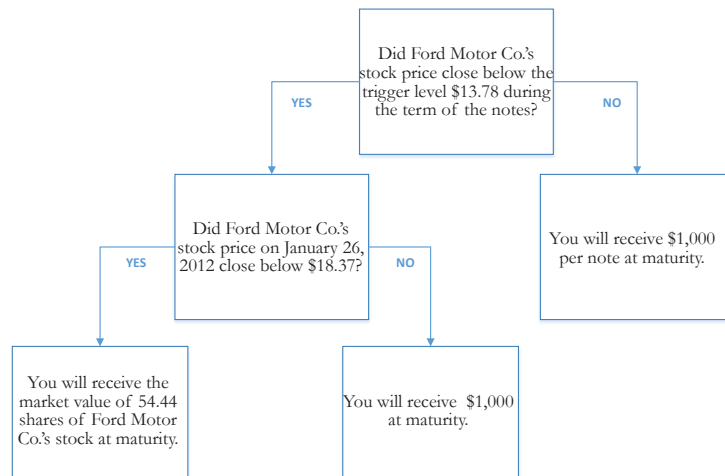 Did Ford Motor Co.'s
stock price close below the
trigger level $13.78 during
the term of the notes?
YES
NO
Did Ford Motor Co.'s
stock price on January 26,
2012 close below $18.37?
You will receive $1,000
per note at maturity.
YES
NO
You will receive the
market value of 54.44
shares of Ford Motor
Co.'s stock at maturity.
You will receive $1,000
at maturity.